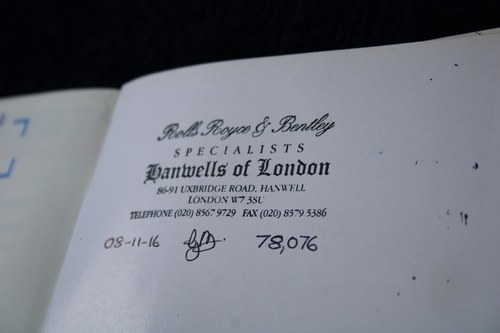 Rolls Royce & Bentley
SPECIALISTS
Hanwells of London
86-91 UXBRIDGE ROAD, HANWELL
LONDON W7 3SU
TELEPHONE (020) 8567 9729 FAX (020) 8579 5386
08-11-16 78,076